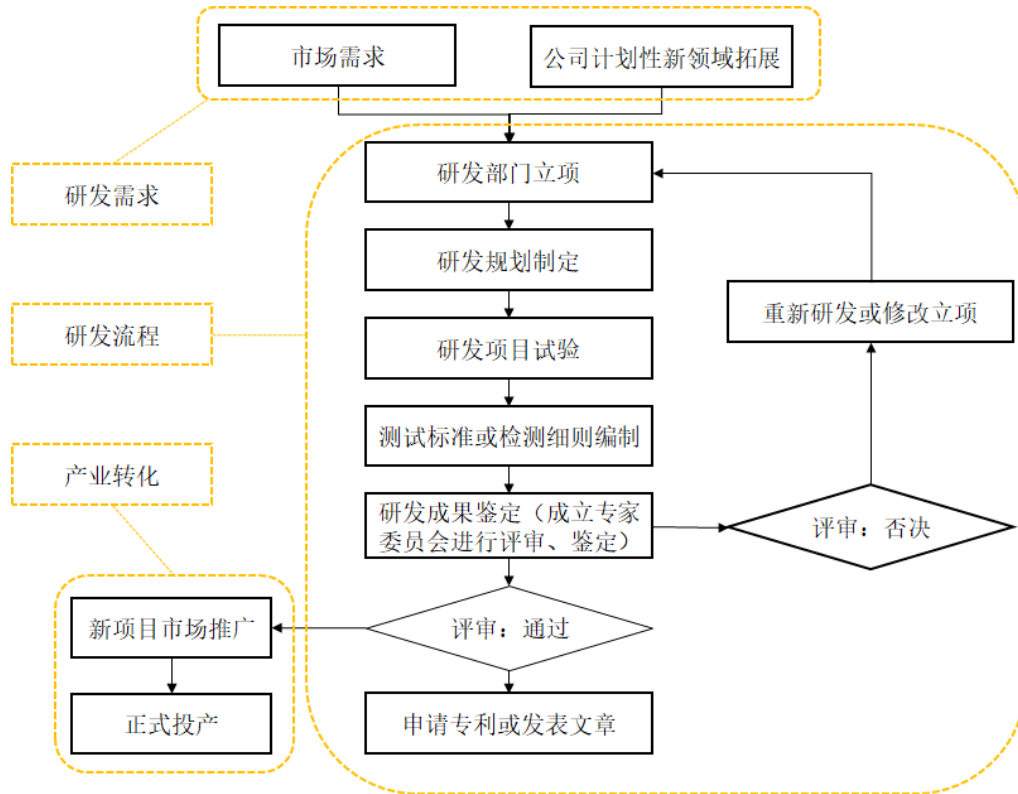 市场需求
公司计划性新领域拓展
研发需求
研发部门立项
研发规划制定
研发流程
重新研发或修改立项
研发项目试验
测试标准或检测细则编制
产业转化
研发成果鉴定（成立专家
委员会进行评审、鉴定）
评审：否决
新项目市场推广
评审：通过
正式投产
申请专利或发表文章